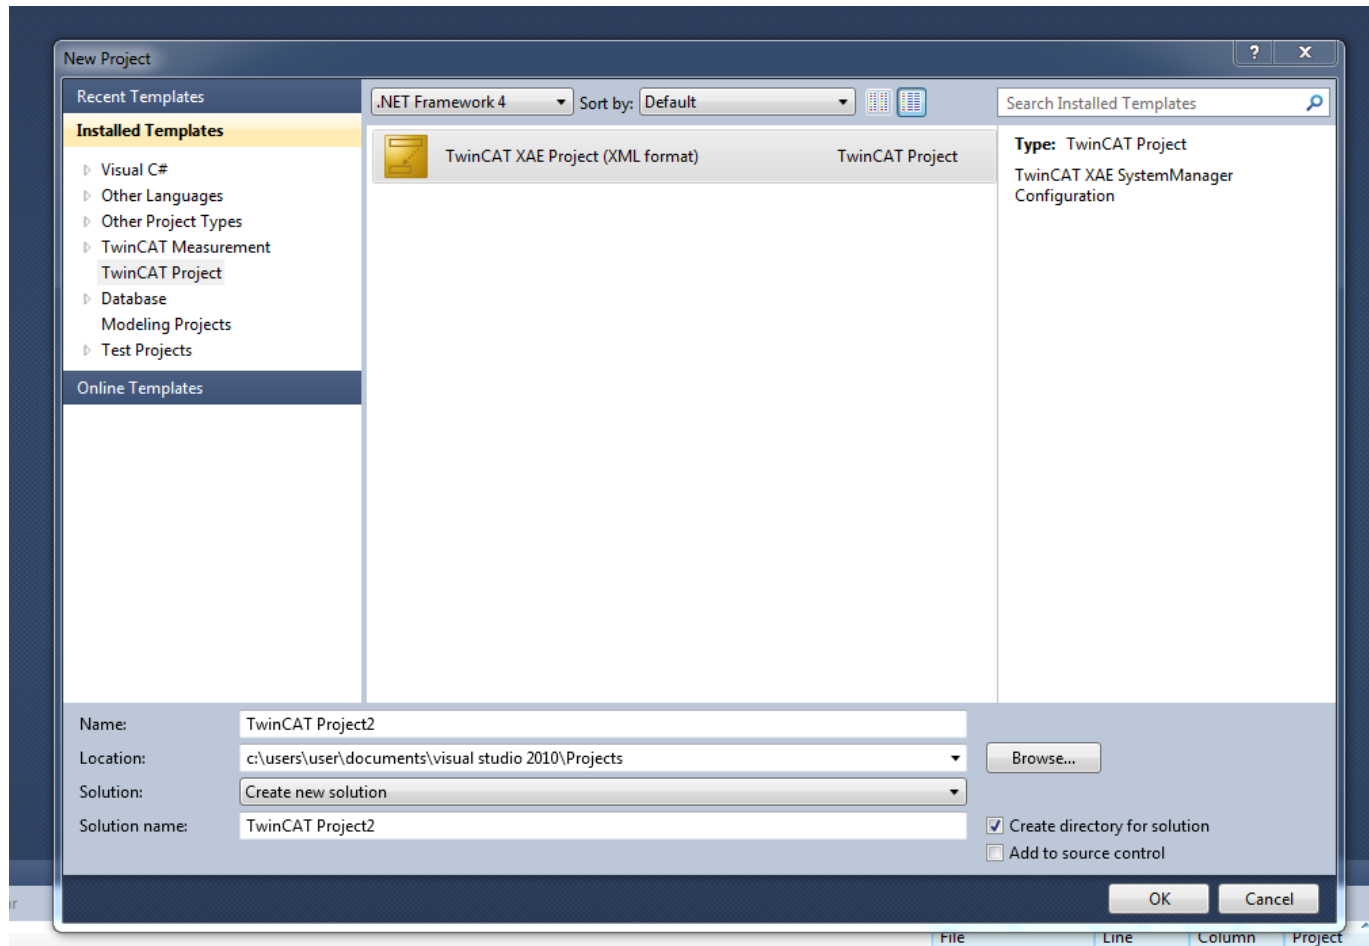 New Project
?
X
Recent Templates
Installed Templates
Visual C#
Other Languages
Other Project Types
TwinCAT Measurement
TwinCAT Project
Database
Modeling Projects
Test Projects
Online Templates
.NET Framework 4
Sort by: Default
TwinCAT XAE Project (XML format) TwinCAT Project
Search Installed Templates
Type: TwinCAT Project
TwinCAT XAE SystemManager
Configuration
Name: TwinCAT Project2
Location: c:\users\user\documents\visual studio 2010\Projects
Browse...
Solution: Create new solution
Solution name: TwinCAT Project2
Create directory for solution
Add to source control
OK Cancel
File Line Column Project